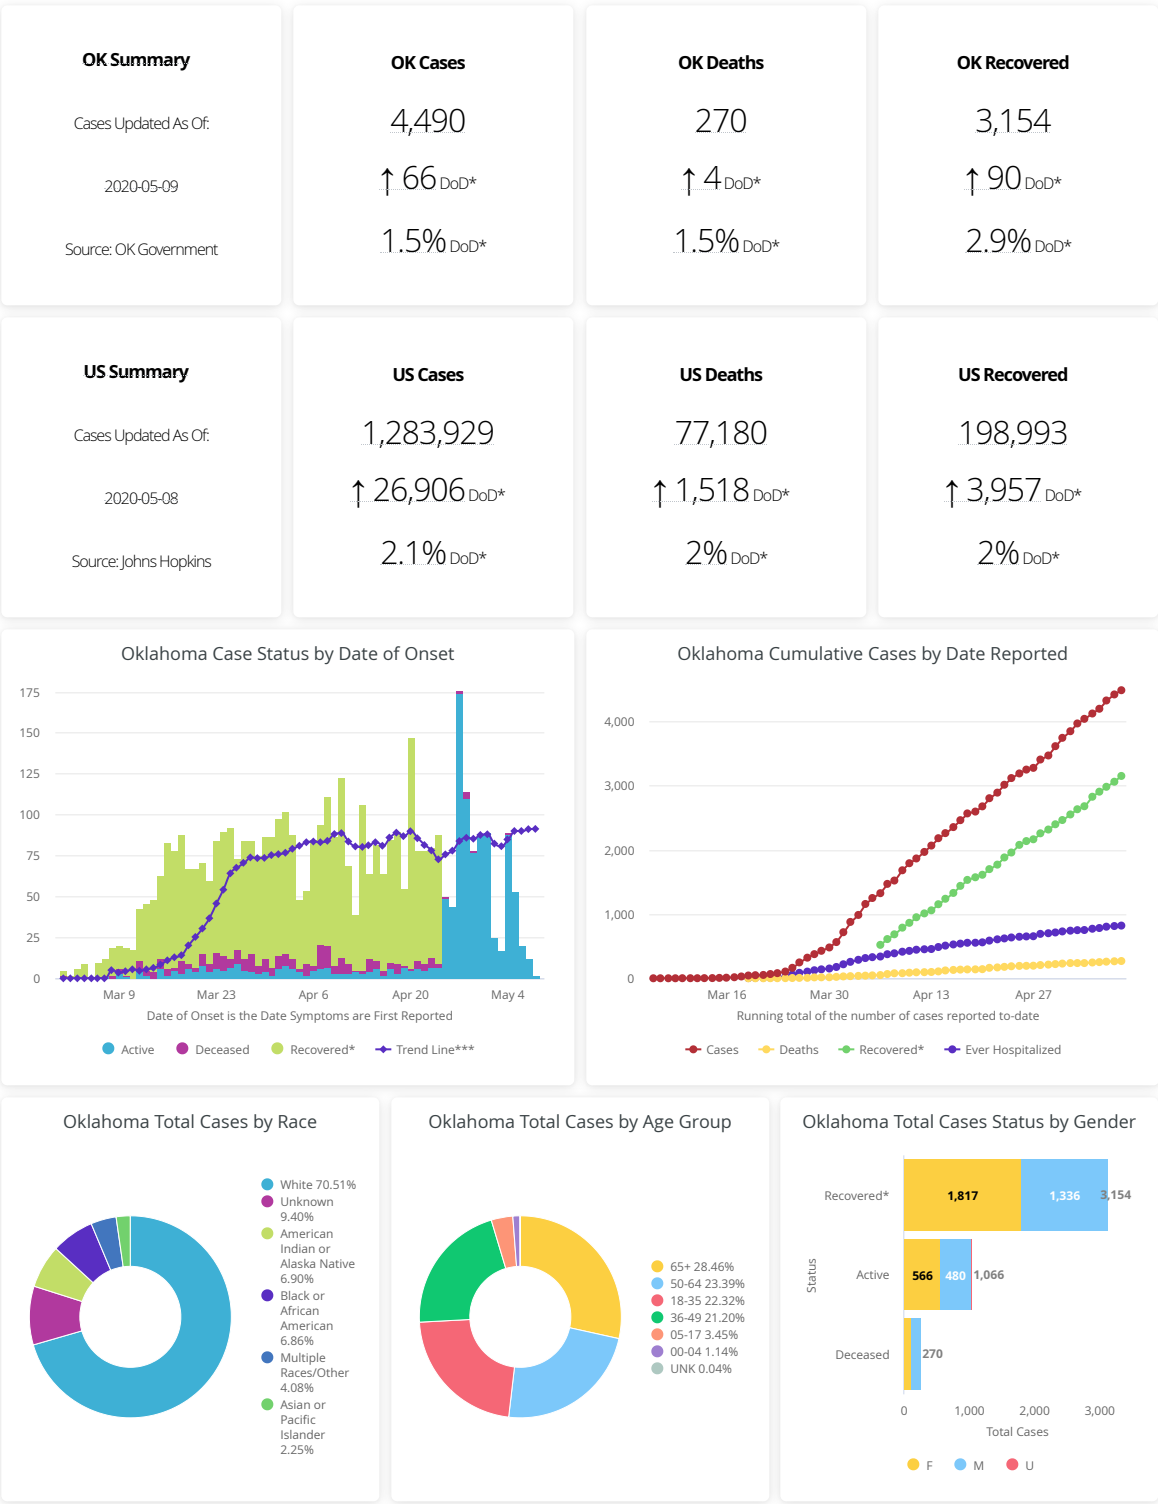 OK Summary
Cases Updated As Of:
2020-05-09
Source: OK Government
OK Cases
4,490
↑ 66 DoD*
1.5% DoD*
OK Deaths
270
↑ 4 DoD*
1.5% DoD*
OK Recovered
3,154
↑ 90 DoD*
2.9% DoD*
US Summary
Cases Updated As Of:
2020-05-08
Source: Johns Hopkins
US Cases
1,283,929
↑ 26,906 DoD*
2.1% DoD*
US Deaths
77,180
↑ 1,518 DoD*
2% DoD*
US Recovered
198,993
↑ 3,957 DoD*
2% DoD*
Oklahoma Case Status by Date of Onset
175
150
125
100
75
50
25
0
Mar 9 Mar 23 Apr 6 Apr 20 May 4
Date of Onset is the Date Symptoms are First Reported
Active Deceased Recovered* Trend Line***
Oklahoma Cumulative Cases by Date Reported
4,000
3,000
2,000
1,000
0
Mar 16 Mar 30 Apr 13 Apr 27
Running total of the number of cases reported to-date
Cases Deaths Recovered* Ever Hospitalized
Oklahoma Total Cases by Race
White 70.51%
Unknown
9.40%
American
Indian or
Alaska Native
6.90%
Black or
African
American
6.86%
Multiple
Races/Other
4.08%
Asian or
Pacific
Islander
2.25%
Oklahoma Total Cases by Age Group
65+ 28.46%
50-64 23.39%
18-35 22.32%
36-49 21.20%
05-17 3.45%
00-04 1.14%
UNK 0.04%
Oklahoma Total Cases Status by Gender
Status
Recovered* 1,817 1,336 3,154
Active 566 480 1,066
Deceased 270
0 1,000 2,000 3,000
Total Cases
F M U